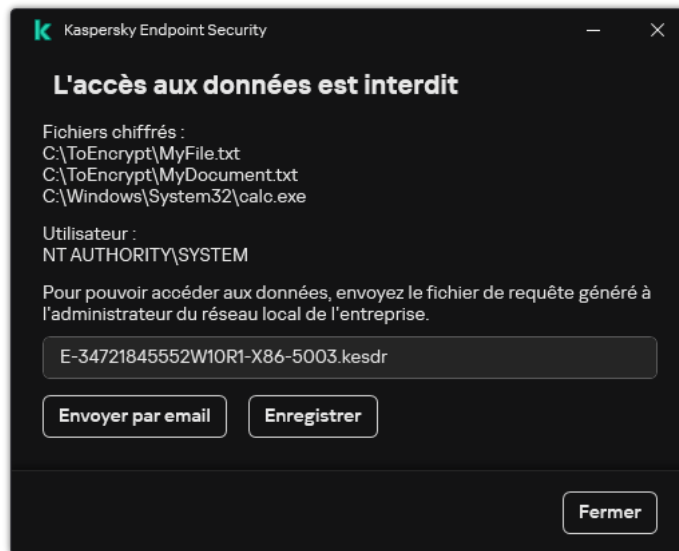 Kaspersky Endpoint Security
L'accès aux données est interdit
Fichiers chiffrés :
C:\ToEncrypt\MyFile.txt
C:\ToEncrypt\MyDocument.txt
C:\Windows\System32\calc.exe
Utilisateur :
NT AUTHORITY\SYSTEM
Pour pouvoir accéder aux données, envoyez le fichier de requête généré à
l'administrateur du réseau local de l'entreprise.
E-34721845552W10R1-X86-5003.kesdr
Envoyer par email Enregistrer
Fermer